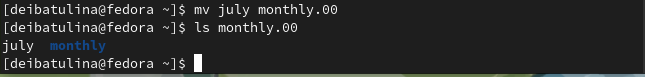 [deibatulina@fedora ~]$ mv july monthly.00
[deibatulina@fedora ~]$ ls monthly.00
july  monthly
[deibatulina@fedora ~]$